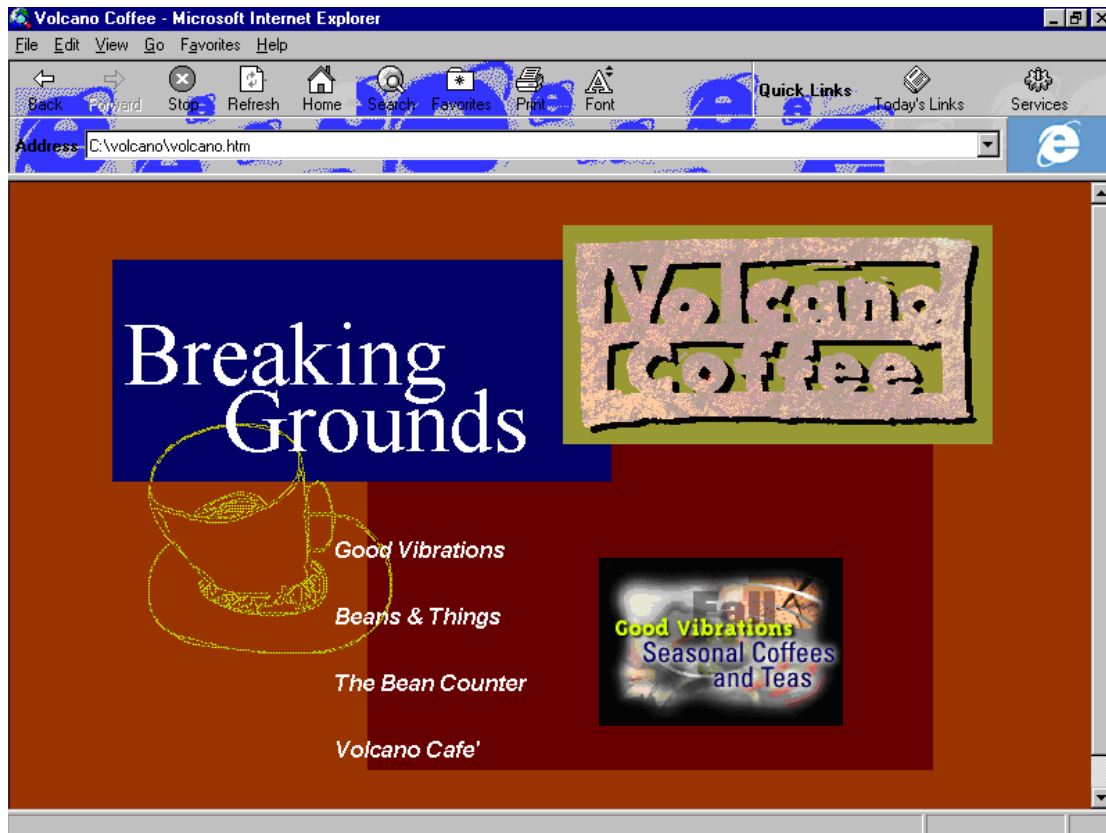 Volcano Coffee - Microsoft Internet Explorer
File Edit View Go Favorites Help
Back Forward Stop Refresh Home Search Favorites Print Font Quick Links Today's Links Services
Address C:\volcano\volcano.htm
Volcano
Coffee
Breaking
Grounds
Good Vibrations
Beans & Things
The Bean Counter
Volcano Cafe'
Fall
Good Vibrations
Seasonal Coffees
and Teas